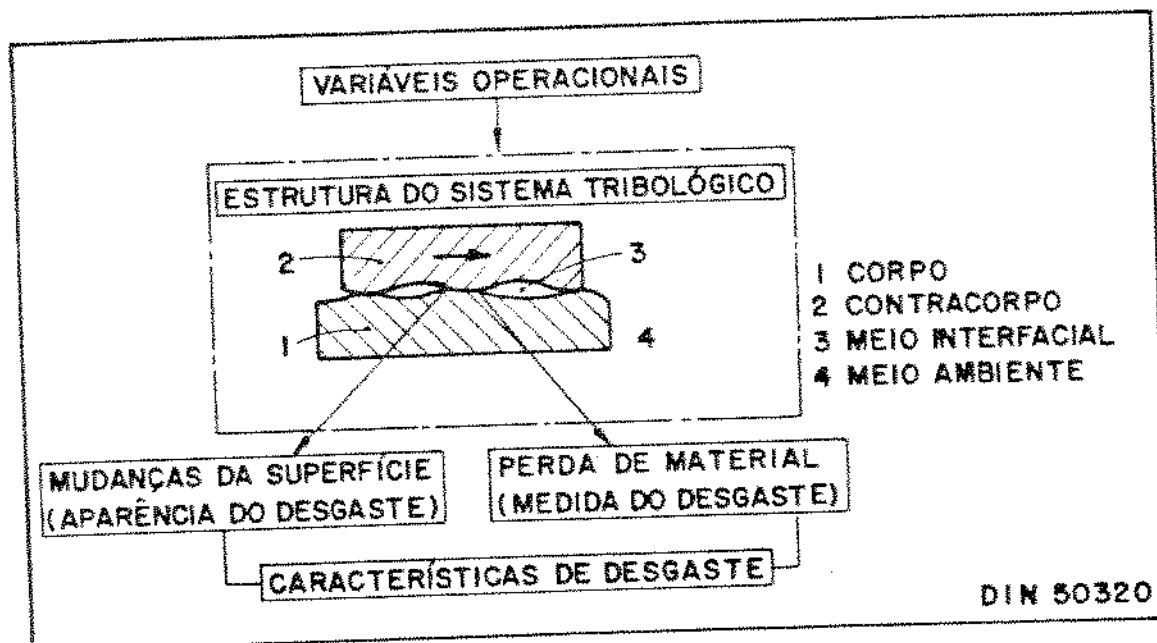 VARIÁVEIS OPERACIONAIS
ESTRUTURA DO SISTEMA TRIBOLÓGICO
2
3
1
4
1 CORPO
2 CONTRACORPO
3 MEIO INTERFACIAL
4 MEIO AMBIENTE
MUDANÇAS DA SUPERFÍCIE
(APARÊNCIA DO DESGASTE)
PERDA DE MATERIAL
(MEDIDA DO DESGASTE)
CARACTERÍSTICAS DE DESGASTE
DIN 50320